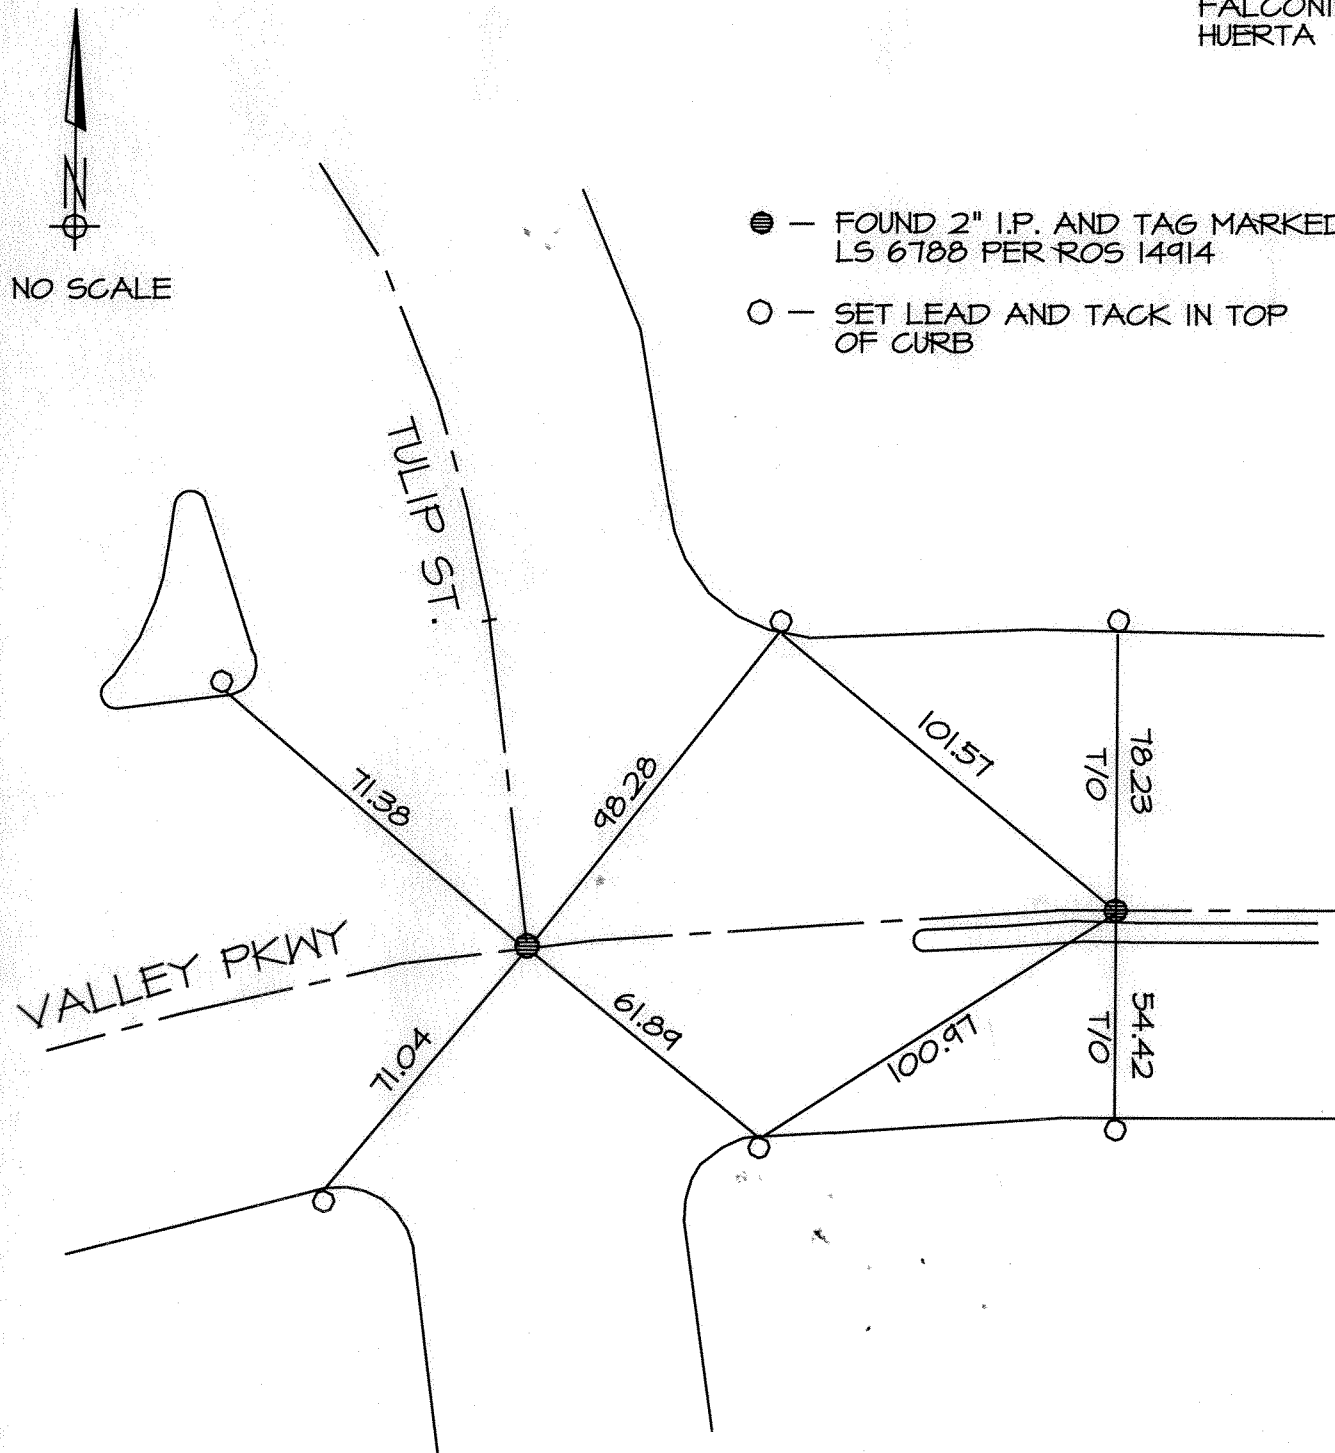 FALCONI
HUERTA
N
NO SCALE
— FOUND 2" I.P. AND TAG MARKED
LS 6788 PER ROS 14914
— SET LEAD AND TACK IN TOP
OF CURB
TULIP ST.
101.57
78.23
T/O
71.38
98.28
VALLEY PKWY
61.89
71.04
100.97
54.42
T/O